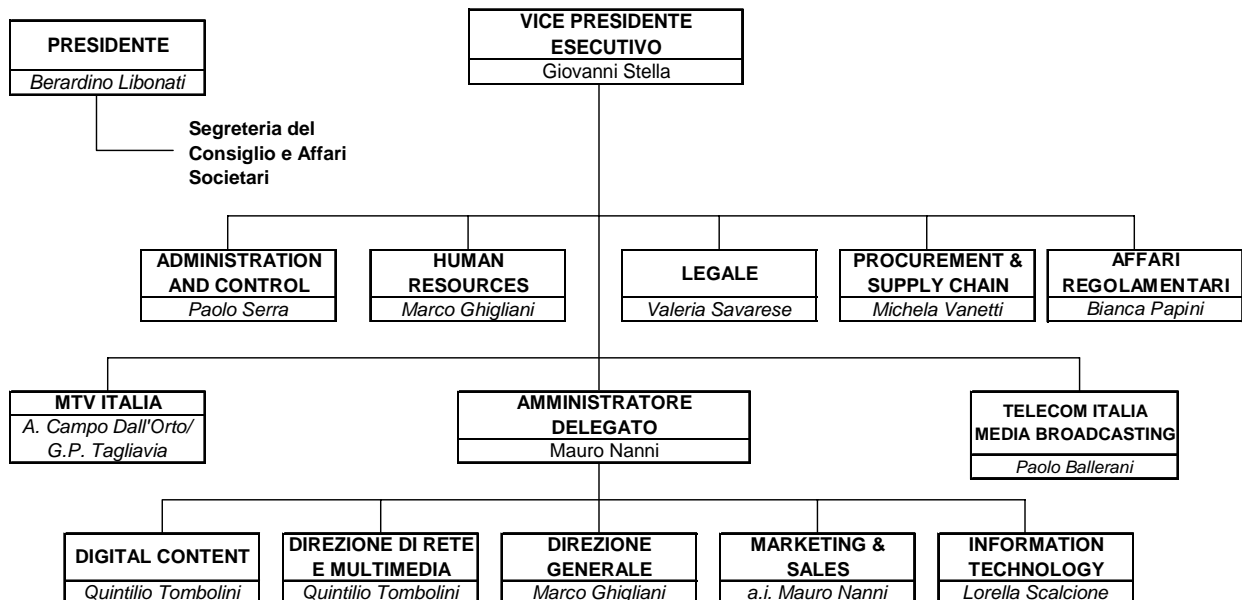 PRESIDENTE
Berardino Libonati
VICE PRESIDENTE
ESECUTIVO
Giovanni Stella
Segreteria del
Consiglio e Affari
Societari
ADMINISTRATION
AND CONTROL
Paolo Serra
HUMAN
RESOURCES
Marco Ghigliani
LEGALE
Valeria Savarese
PROCUREMENT &
SUPPLY CHAIN
Michela Vanetti
AFFARI
REGOLAMENTARI
Bianca Papini
MTV ITALIA
A. Campo Dall'Orto/
G.P. Tagliavia
AMMINISTRATORE
DELEGATO
Mauro Nanni
TELECOM ITALIA
MEDIA BROADCASTING
Paolo Ballerani
DIGITAL CONTENT
Quintilio Tombolini
DIREZIONE DI RETE
E MULTIMEDIA
Quintilio Tombolini
DIREZIONE
GENERALE
Marco Ghigliani
MARKETING &
SALES
a.i. Mauro Nanni
INFORMATION
TECHNOLOGY
Lorella Scalcione